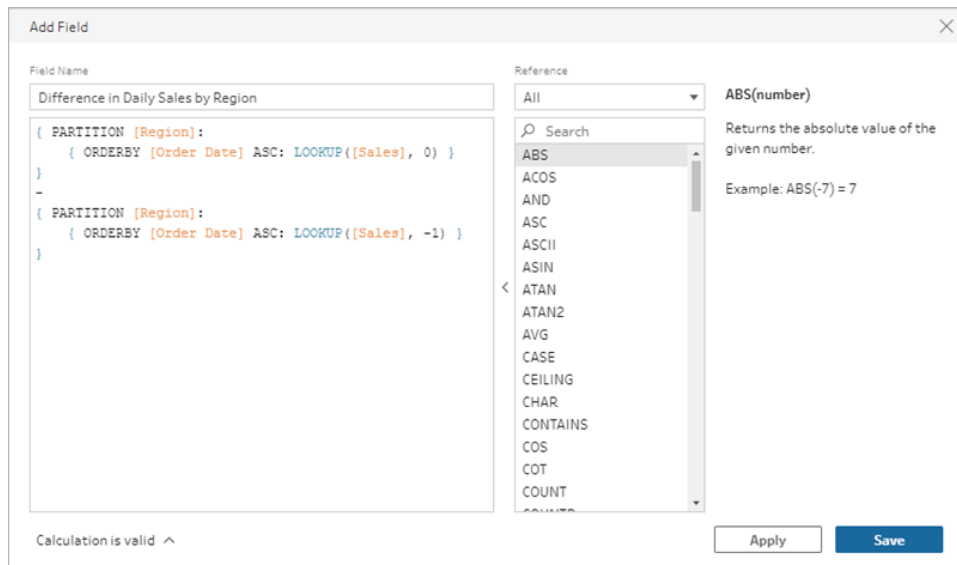 Add Field
Field Name
Difference in Daily Sales by Region
{ PARTITION [Region]:
{ ORDERBY [Order Date] ASC: LOOKUP([Sales], 0) }
}
-
{ PARTITION [Region]:
{ ORDERBY [Order Date] ASC: LOOKUP([Sales], -1) }
}
Reference
All
Search
ABS
ACOS
AND
ASC
ASCII
ASIN
ATAN
ATAN2
AVG
CASE
CEILING
CHAR
CONTAINS
COS
COT
COUNT
ABS(number)
Returns the absolute value of the
given number.
Example: ABS(-7) = 7
Calculation is valid
Apply
Save